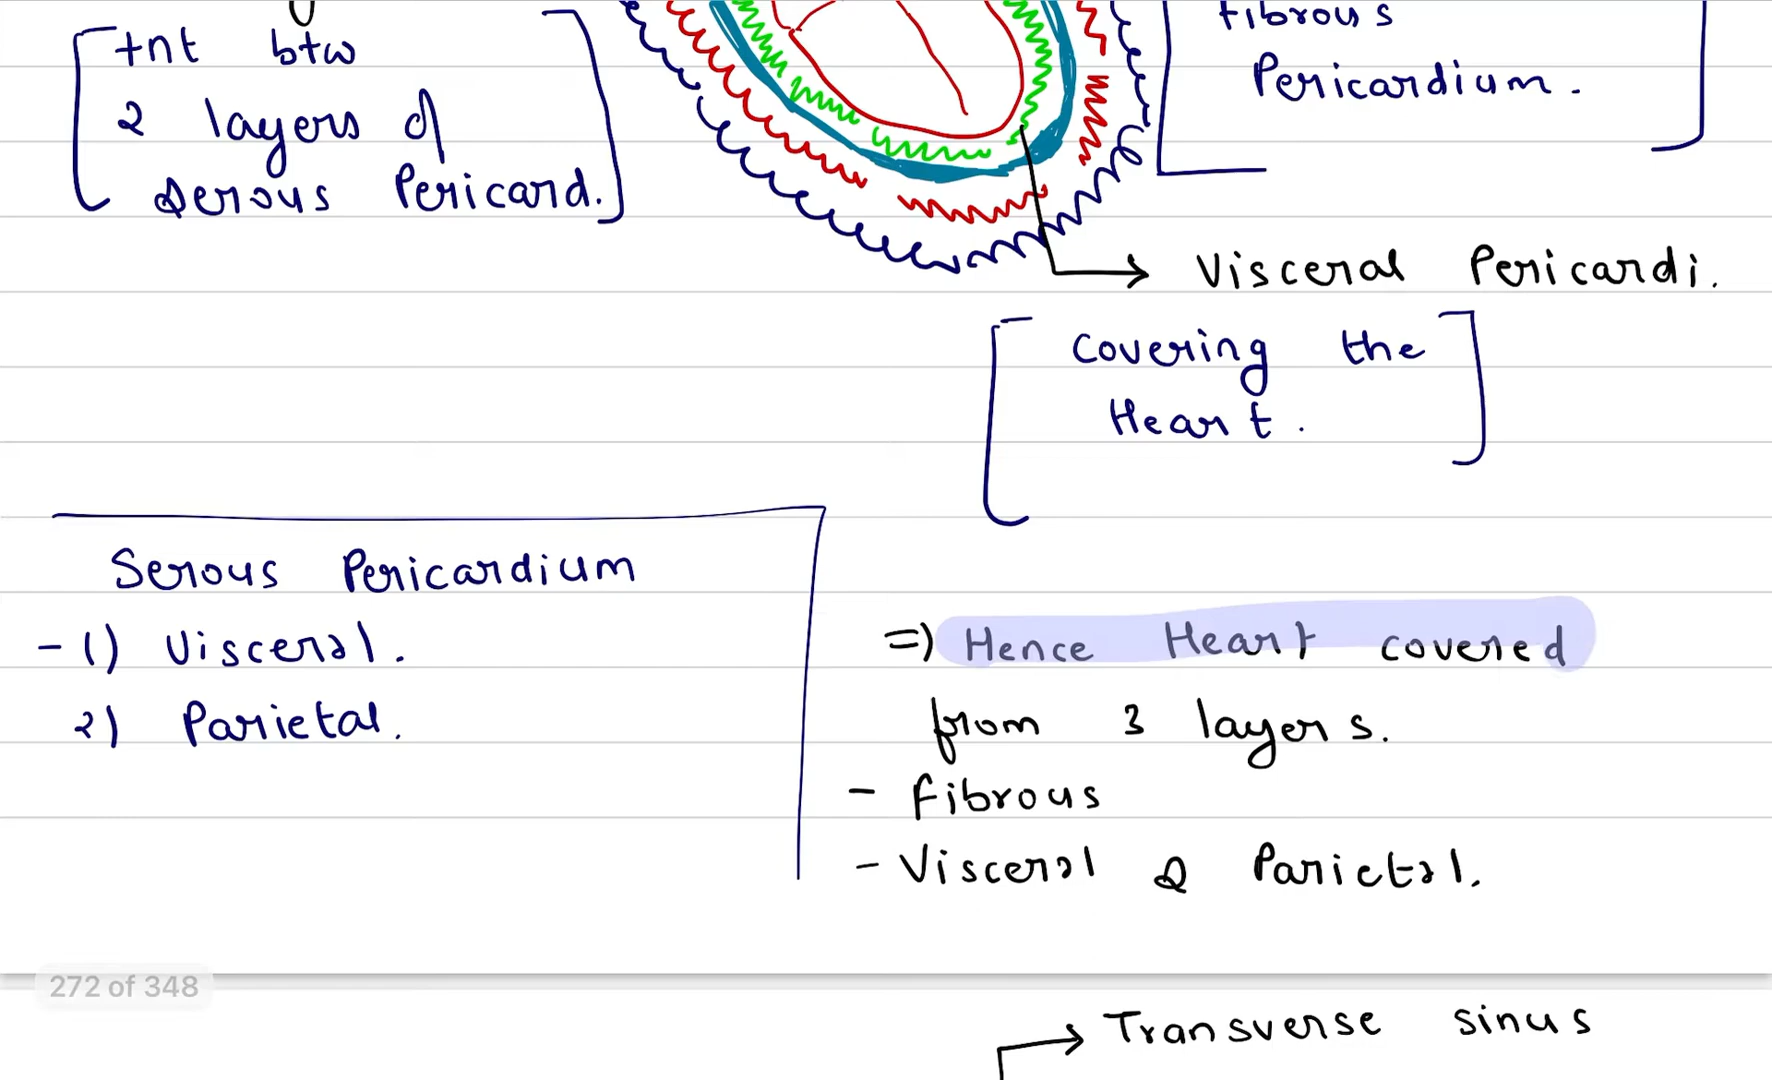 +nt btw
2 layers of
serous Pericard.
fibrous
Pericardium.
Visceral Pericardi.
Covering the
Heart.
Serous Pericardium
- 1) Visceral.
2) Parietal.
=) Hence Heart covered
from 3 layers.
- fibrous
- Visceral & Parietal.
272 of 348
Transverse sinus